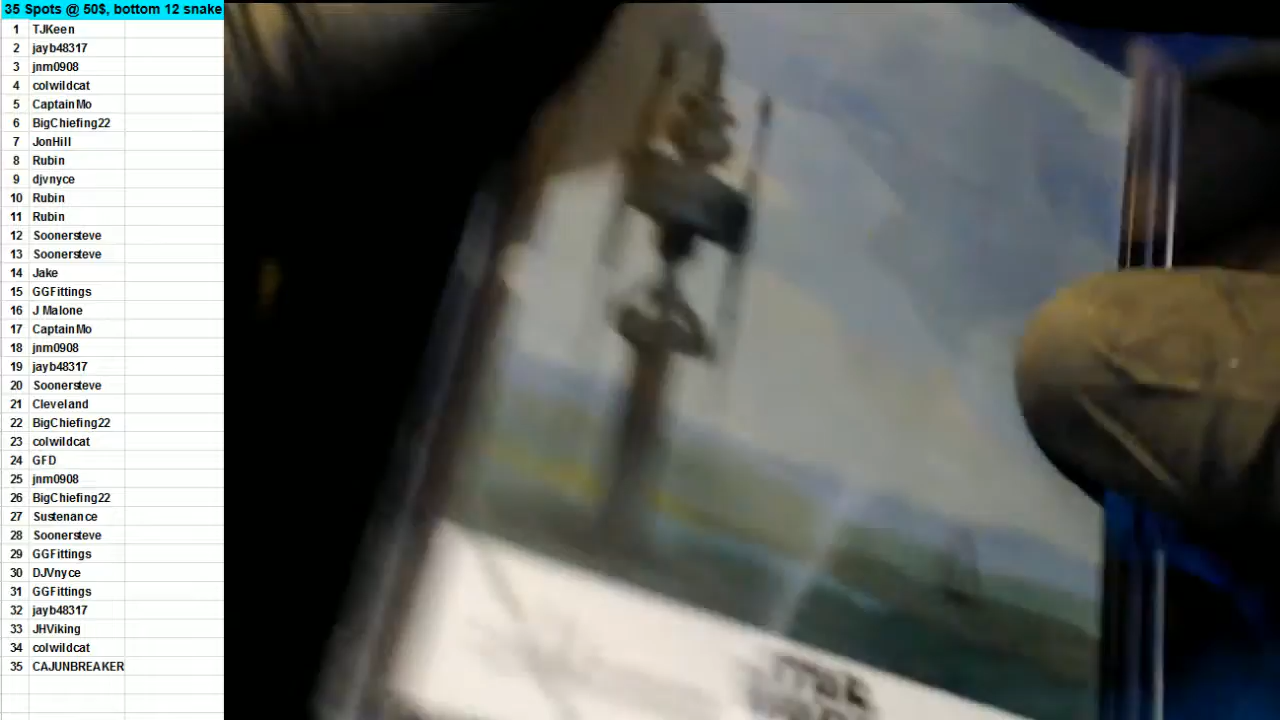 35 Spots @ 50$, bottom 12 snake
1 TJKeen
2 jayb48317
3 jnm0908
4 colwildcat
5 CaptainMo
6 BigChiefing22
7 JonHill
8 Rubin
9 djvnyce
10 Rubin
11 Rubin
12 Soonersteve
13 Soonersteve
14 Jake
15 GGFittings
16 J Malone
17 CaptainMo
18 jnm0908
19 jayb48317
20 Soonersteve
21 Cleveland
22 BigChiefing22
23 colwildcat
24 GFD
25 jnm0908
26 BigChiefing22
27 Sustenance
28 Soonersteve
29 GGFittings
30 DJVnyce
31 GGFittings
32 jayb48317
33 JHViking
34 colwildcat
35 CAJUNBREAKER